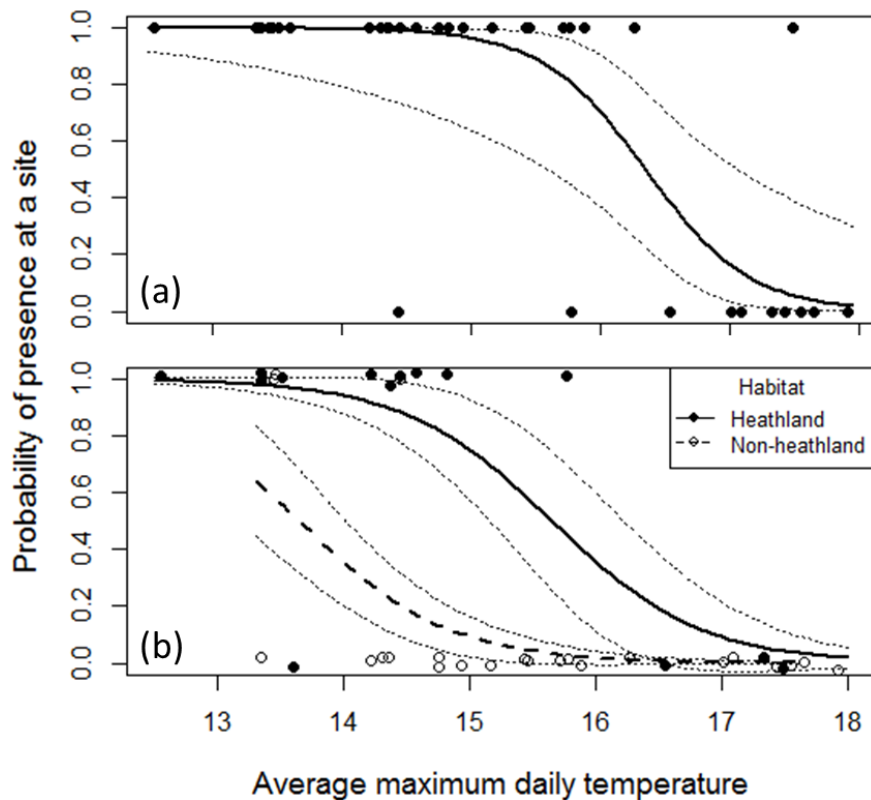 Probability of presence at a site
1.0
0.8
0.6
0.4
0.2
0.0
(a)
1.0
0.8
0.6
0.4
0.2
0.0
(b)
Habitat
Heathland
Non-heathland
13 14 15 16 17 18
Average maximum daily temperature